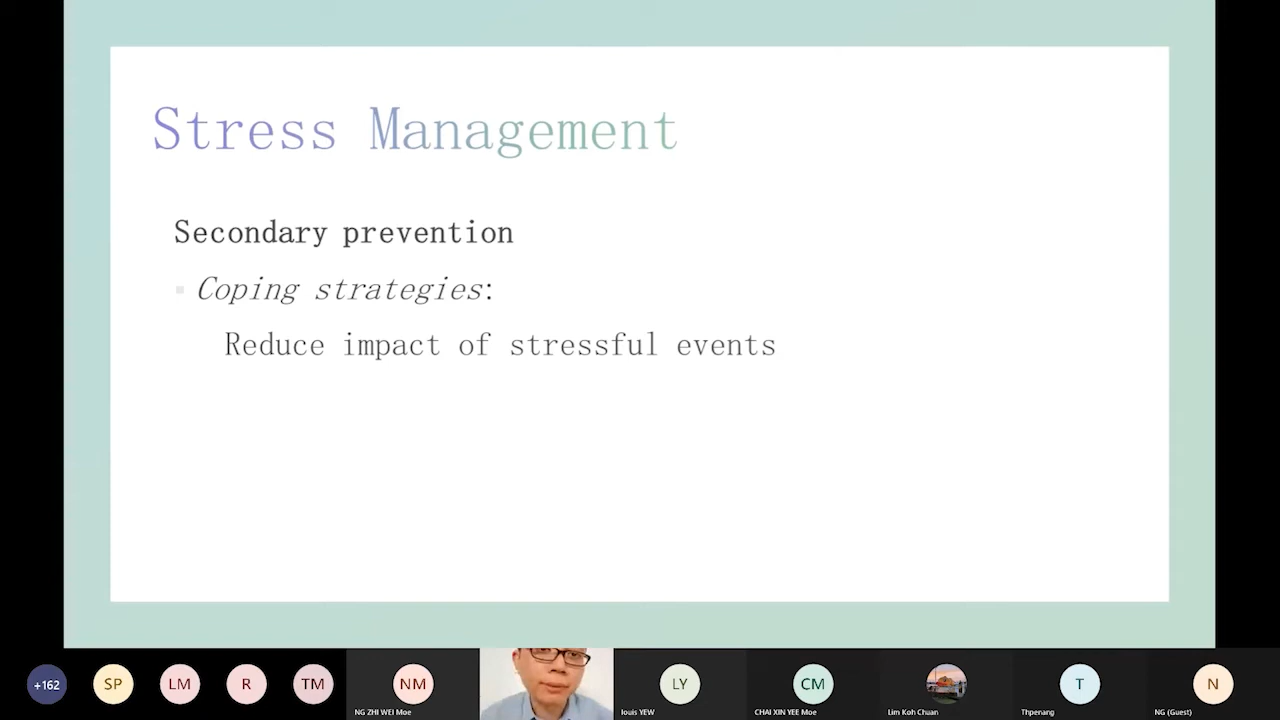 Stress Management
Secondary prevention
Coping strategies:
Reduce impact of stressful events
+162
SP
LM
R
TM
NM
NG ZHI WEI Moe
LY
louis YEW
CM
CHAI XIN YEE Moe
Lim Koh Chuan
T
Thpenang
N
NG (Guest)